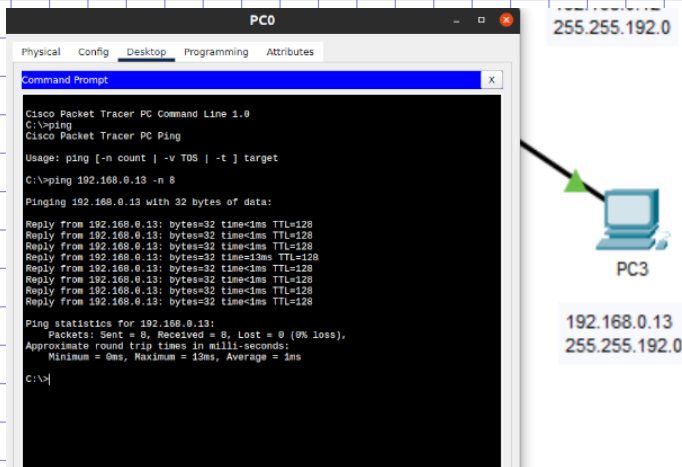 PC0
Physical Config Desktop Programming Attributes
Command Prompt
X
Cisco Packet Tracer PC Command Line 1.0
C:\>ping
Cisco Packet Tracer PC Ping
Usage: ping [-n count | -v TOS | -t ] target
C:\>ping 192.168.0.13 -n 8
Pinging 192.168.0.13 with 32 bytes of data:
Reply from 192.168.0.13: bytes=32 time<1ms TTL=128
Reply from 192.168.0.13: bytes=32 time<1ms TTL=128
Reply from 192.168.0.13: bytes=32 time<1ms TTL=128
Reply from 192.168.0.13: bytes=32 time=13ms TTL=128
Reply from 192.168.0.13: bytes=32 time<1ms TTL=128
Reply from 192.168.0.13: bytes=32 time<1ms TTL=128
Reply from 192.168.0.13: bytes=32 time<1ms TTL=128
Reply from 192.168.0.13: bytes=32 time<1ms TTL=128
Ping statistics for 192.168.0.13:
Packets: Sent = 8, Received = 8, Lost = 0 (0% loss),
Approximate round trip times in milli-seconds:
Minimum = 0ms, Maximum = 13ms, Average = 1ms
C:\>
255.255.192.0
PC3
192.168.0.13
255.255.192.0